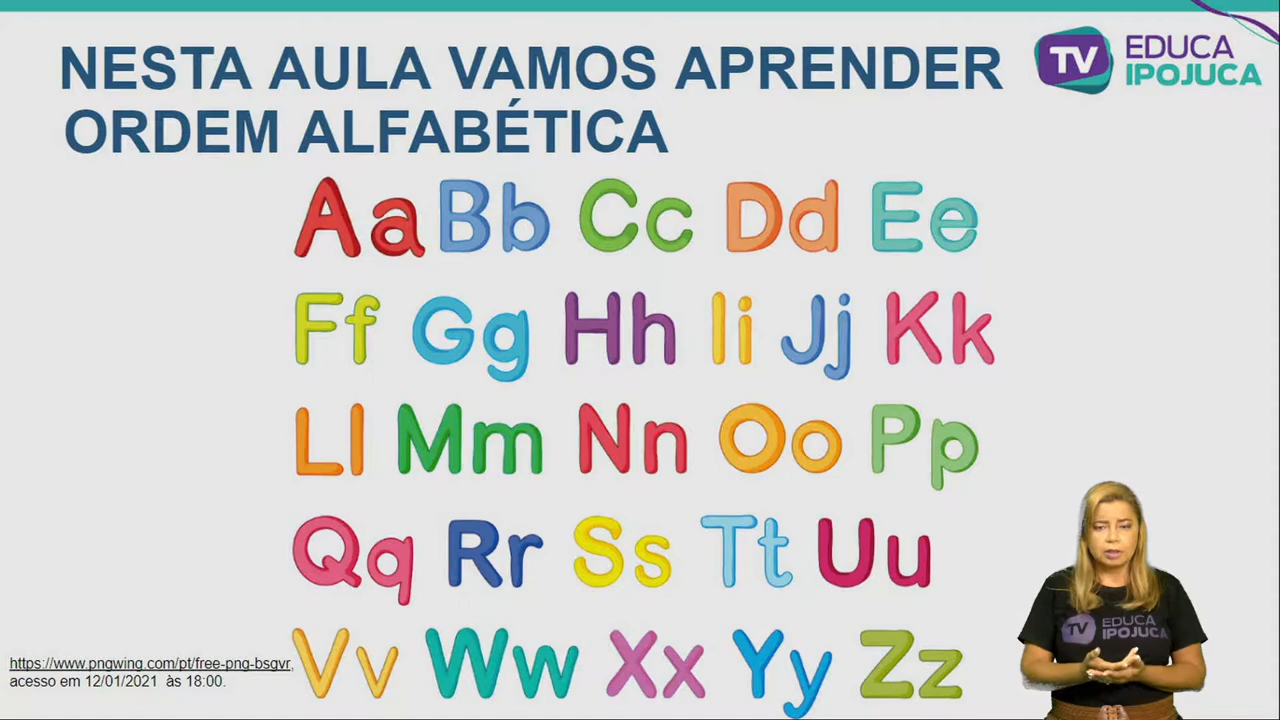 NESTA AULA VAMOS APRENDER
ORDEM ALFABÉTICA
TV EDUCA
IPOJUCA
Aa Bb Cc Dd Ee
Ff Gg Hh Ii Jj Kk
Ll Mm Nn Oo Pp
Qq Rr Ss Tt Uu
Vv Ww Xx Yy Zz
https://www.pngwing.com/pt/free-png-bsgvr,
acesso em 12/01/2021 às 18:00.
TV EDUCA
IPOJUCA